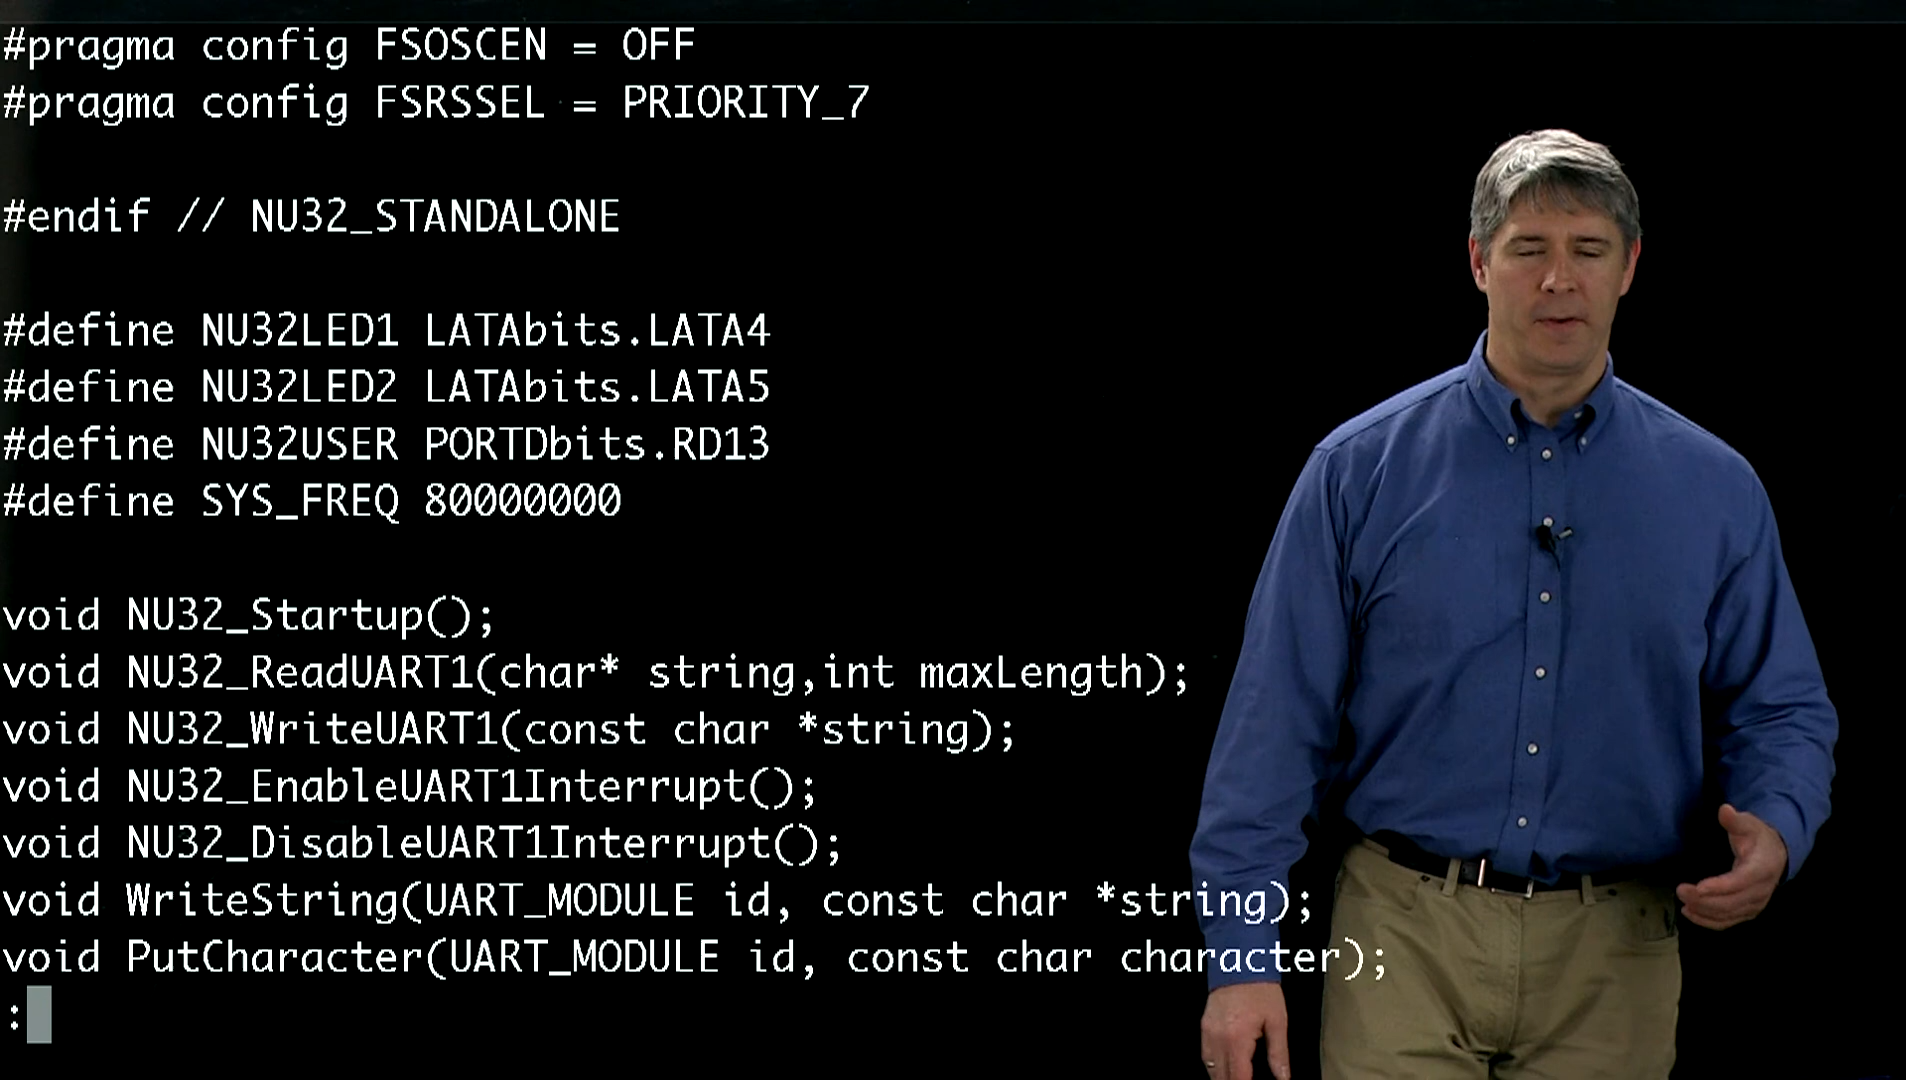 #pragma config FSOSCEN = OFF
#pragma config FSRSSEL = PRIORITY_7
#endif // NU32_STANDALONE
#define NU32LED1 LATAbits.LATA4
#define NU32LED2 LATAbits.LATA5
#define NU32USER PORTDbits.RD13
#define SYS_FREQ 80000000
void NU32_Startup();
void NU32_ReadUART1(char* string,int maxLength);
void NU32_WriteUART1(const char *string);
void NU32_EnableUART1Interrupt();
void NU32_DisableUART1Interrupt();
void WriteString(UART_MODULE id, const char *string);
void PutCharacter(UART_MODULE id, const char character);
: